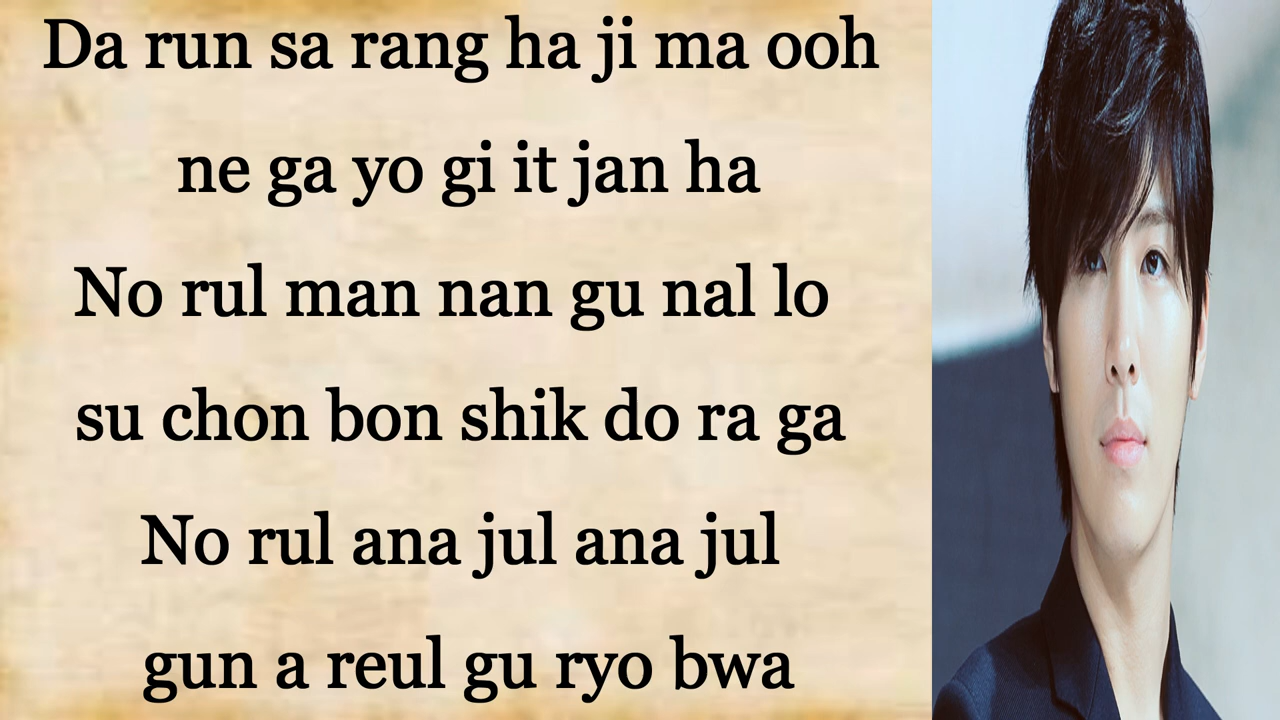 Da run sa rang ha ji ma ooh
ne ga yo gi it jan ha
No rul man nan gu nal lo
su chon bon shik do ra ga
No rul ana jul ana jul
gun a reul gu ryo bwa